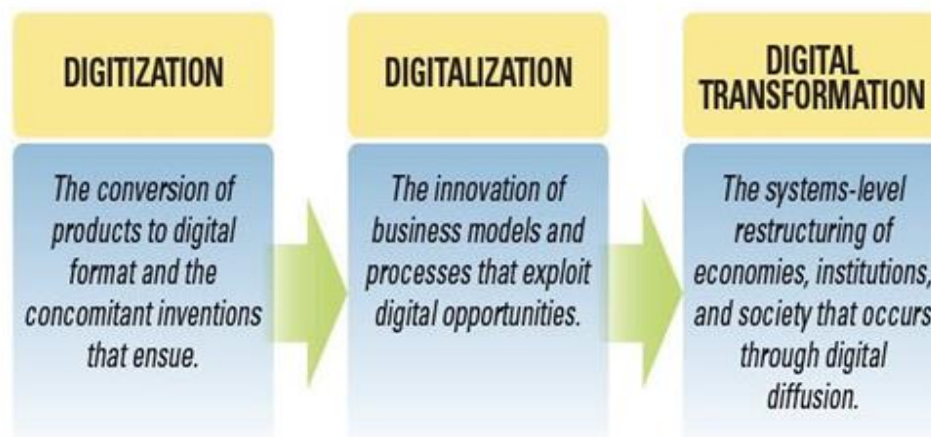 DIGITIZATION
The conversion of
products to digital
format and the
concomitant inventions
that ensue.
DIGITALIZATION
The innovation of
business models and
processes that exploit
digital opportunities.
DIGITAL
TRANSFORMATION
The systems-level
restructuring of
economies, institutions,
and society that occurs
through digital
diffusion.